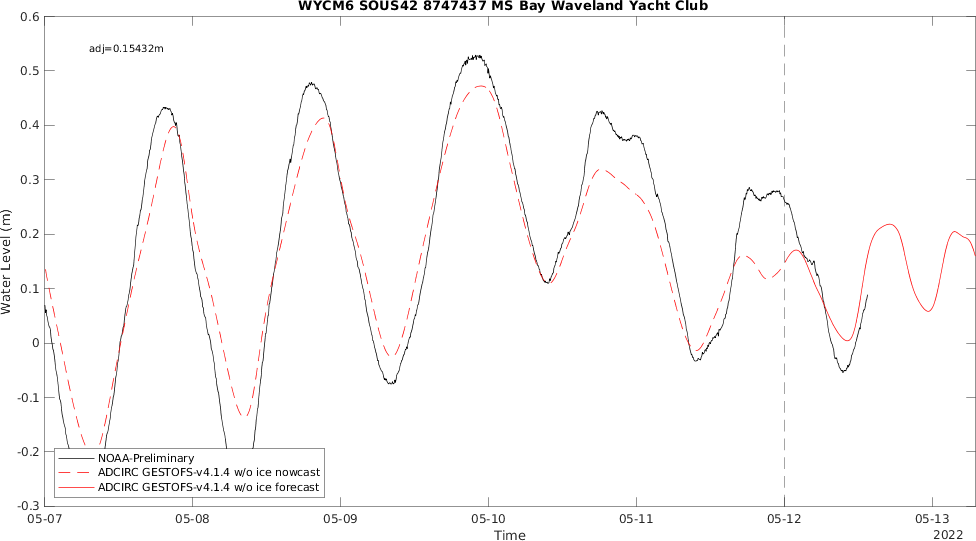 WYCM6 SOUS42 8747437 MS Bay Waveland Yacht Club
0.6
adj=0.15432m
0.5
0.4
0.3
0.2
0.1
0
-0.1
-0.2
-0.3
Water Level (m)
NOAA-Preliminary
ADCIRC GESTOFS-v4.1.4 w/o ice nowcast
ADCIRC GESTOFS-v4.1.4 w/o ice forecast
05-07 05-08 05-09 05-10 05-11 05-12 05-13
Time
2022